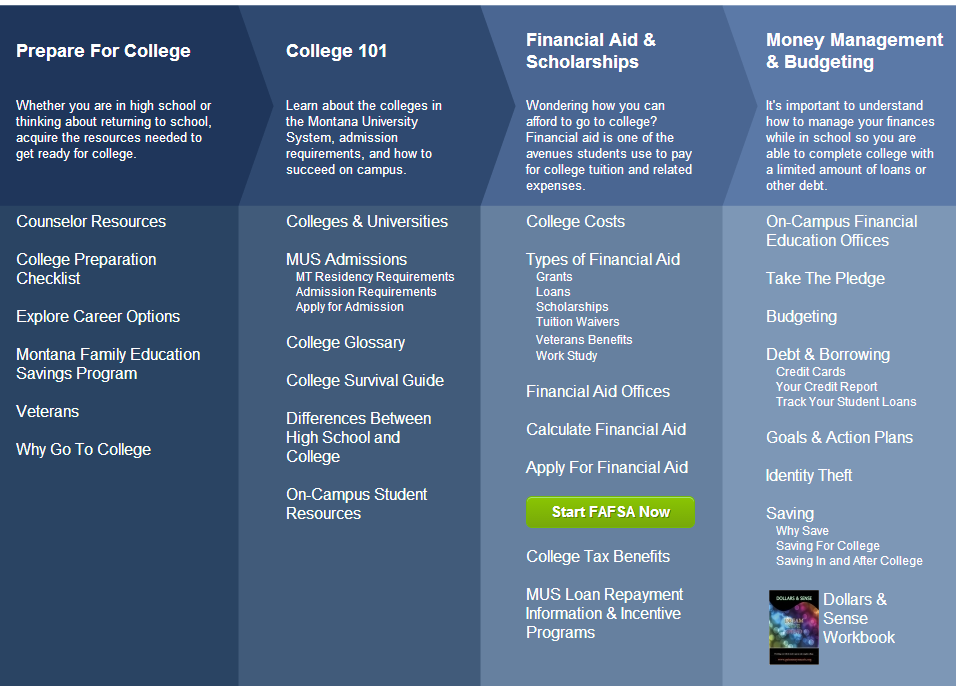 Prepare For College
Whether you are in high school or
thinking about returning to school,
acquire the resources needed to
get ready for college.
Counselor Resources
College Preparation
Checklist
Explore Career Options
Montana Family Education
Savings Program
Veterans
Why Go To College
College 101
Learn about the colleges in
the Montana University
System, admission
requirements, and how to
succeed on campus.
Colleges & Universities
MUS Admissions
MT Residency Requirements
Admission Requirements
Apply for Admission
College Glossary
College Survival Guide
Differences Between
High School and
College
On-Campus Student
Resources
Financial Aid &
Scholarships
Wondering how you can
afford to go to college?
Financial aid is one of the
avenues students use to pay
for college tuition and related
expenses.
College Costs
Types of Financial Aid
Grants
Loans
Scholarships
Tuition Waivers
Veterans Benefits
Work Study
Financial Aid Offices
Calculate Financial Aid
Apply For Financial Aid
Start FAFSA Now
College Tax Benefits
MUS Loan Repayment
Information & Incentive
Programs
Money Management
& Budgeting
It's important to understand
how to manage your finances
while in school so you are
able to complete college with
a limited amount of loans or
other debt.
On-Campus Financial
Education Offices
Take The Pledge
Budgeting
Debt & Borrowing
Credit Cards
Your Credit Report
Track Your Student Loans
Goals & Action Plans
Identity Theft
Saving
Why Save
Saving For College
Saving In and After College
DOLLARS & SENSE
Dollars &
Sense
Workbook